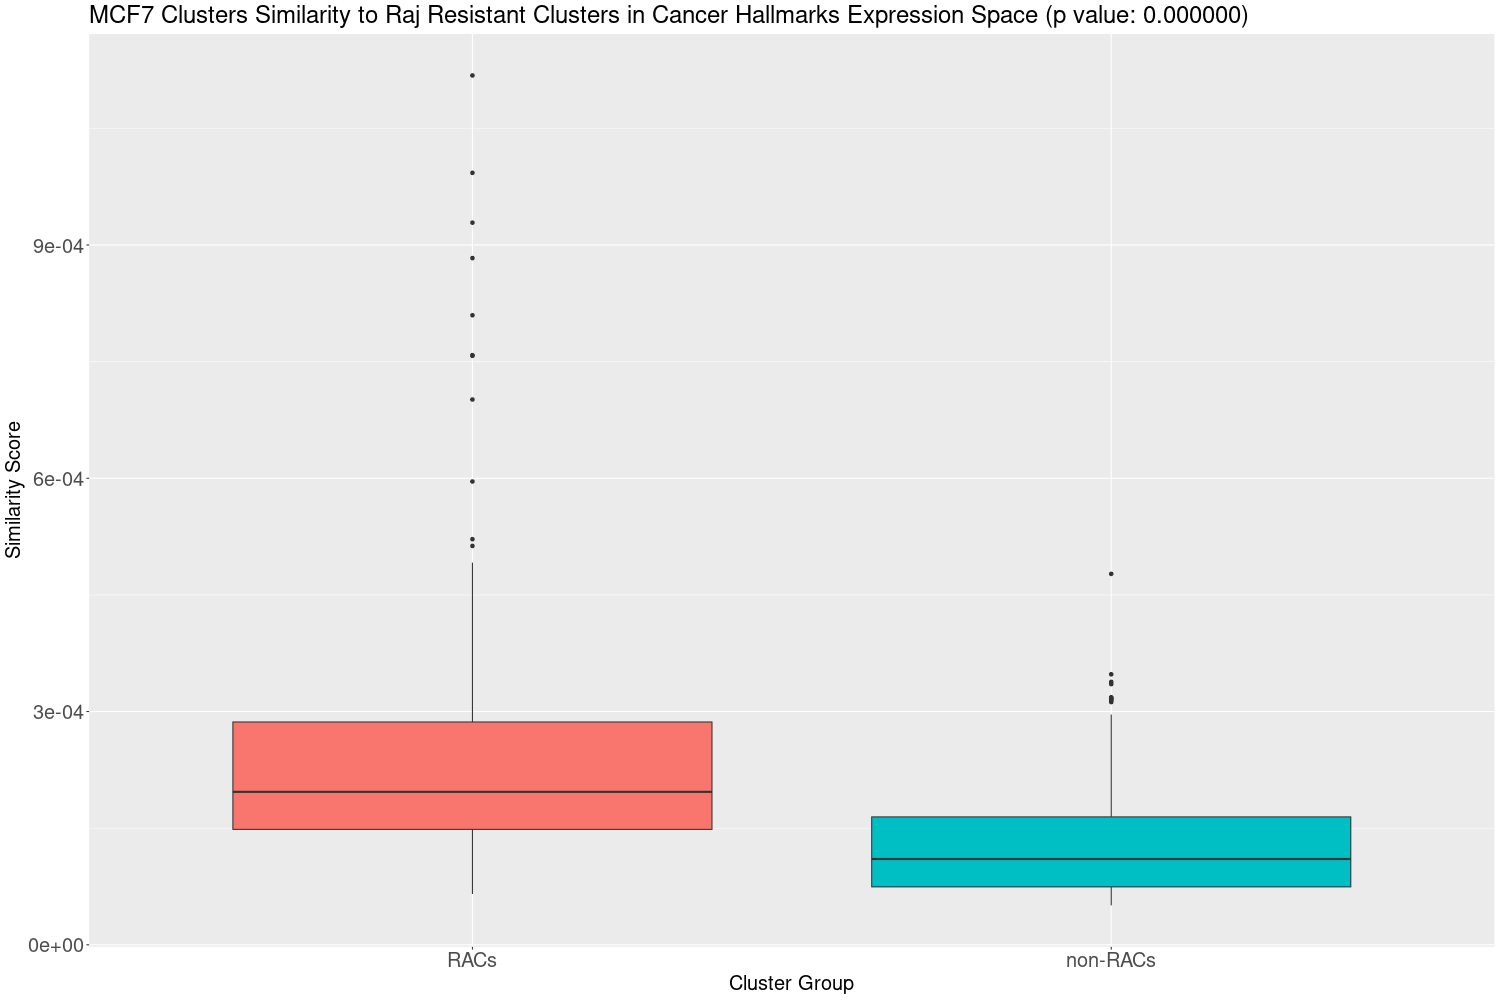 MCF7 Clusters Similarity to Raj Resistant Clusters in Cancer Hallmarks Expression Space (p value: 0.000000)
Similarity Score
9e-04
6e-04
3e-04
0e+00
RACs
non-RACs
Cluster Group